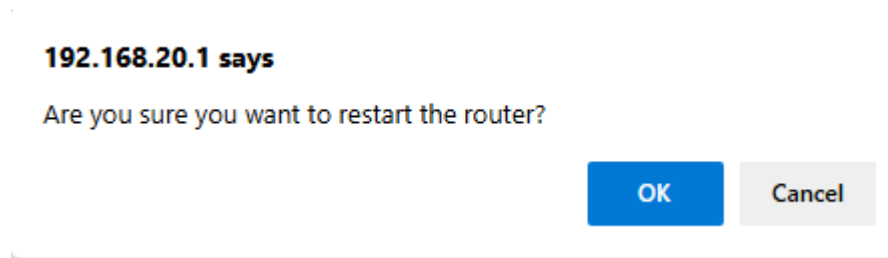 192.168.20.1 says
Are you sure you want to restart the router?
OK Cancel